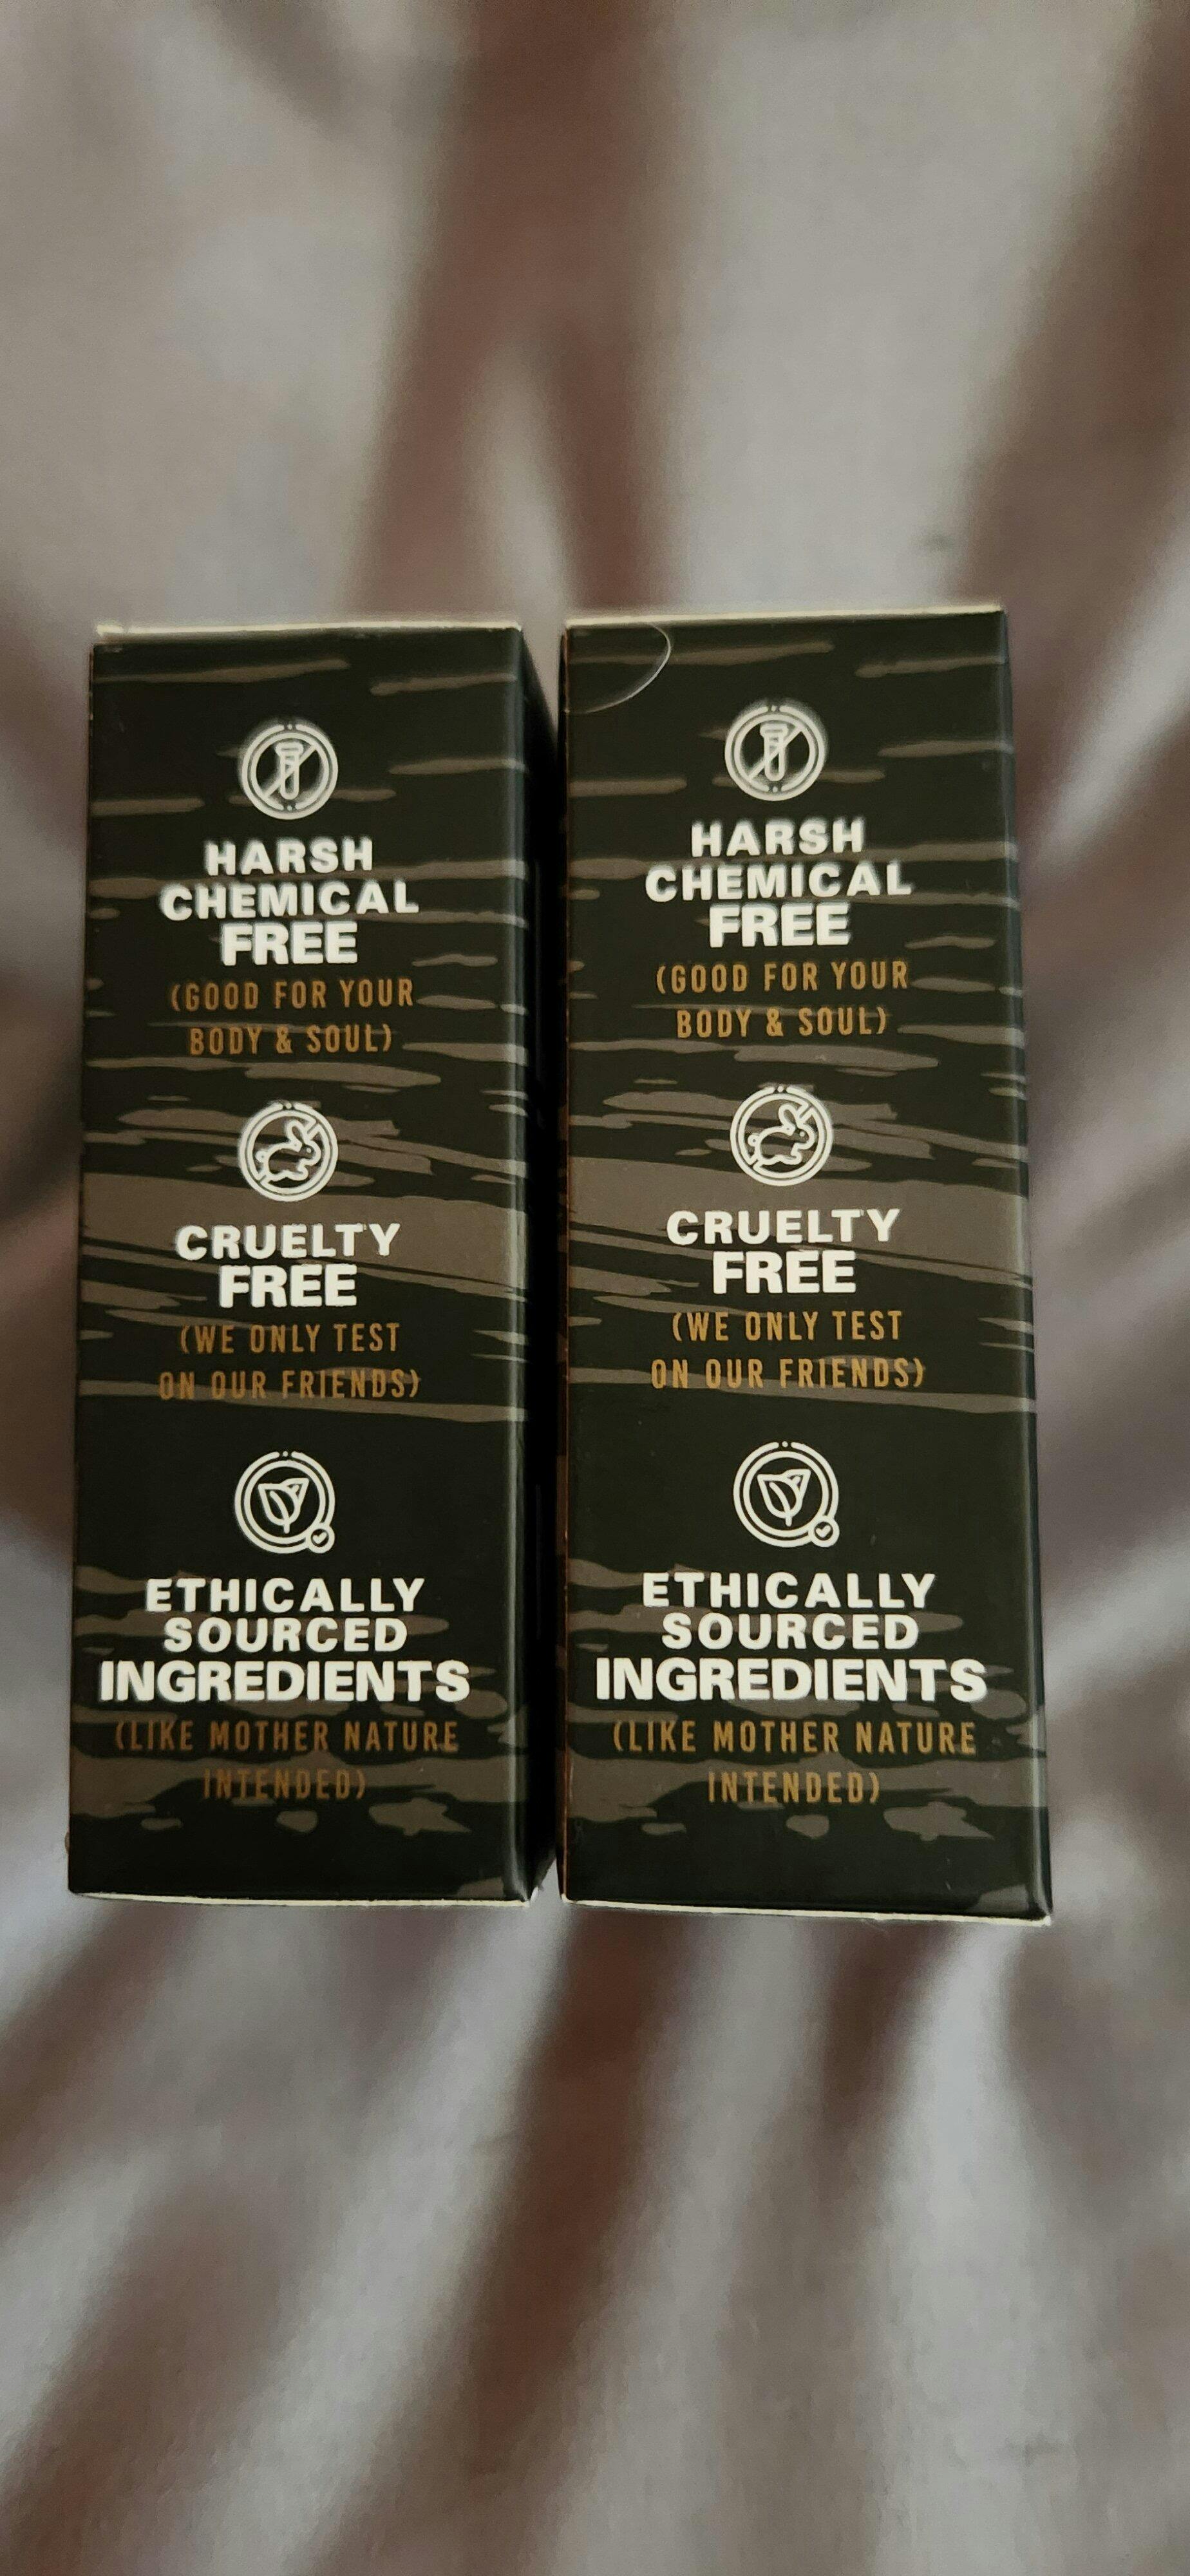 HARSH
CHEMICAL
FREE
(GOOD FOR YOUR
BODY & SOUL)
CRUELTY
FREE
(WE ONLY TEST
ON OUR FRIENDS)
ETHICALLY
SOURCED
INGREDIENTS
(LIKE MOTHER NATURE
INTENDED)
HARSH
CHEMICAL
FREE
(GOOD FOR YOUR
BODY & SOUL)
CRUELTY
FREE
(WE ONLY TEST
ON OUR FRIENDS)
ETHICALLY
SOURCED
INGREDIENTS
(LIKE MOTHER NATURE
INTENDED)